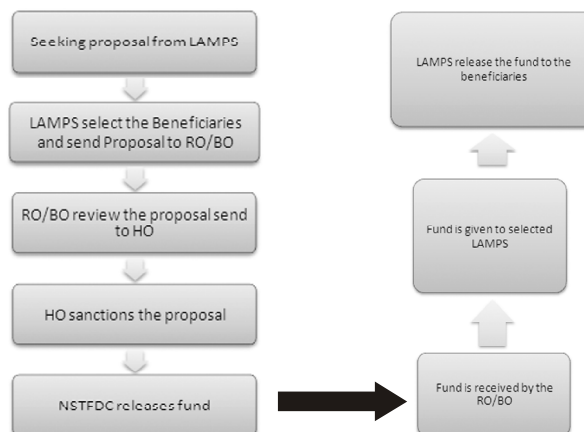 Seeking proposal from LAMPS
LAMPS select the Beneficiaries
and send Proposal to RO/BO
RO/BO review the proposal send
to HO
HO sanctions the proposal
NSTFDC releases fund
Fund is received by the
RO/BO
Fund is given to selected
LAMPS
LAMPS release the fund to the
beneficiaries